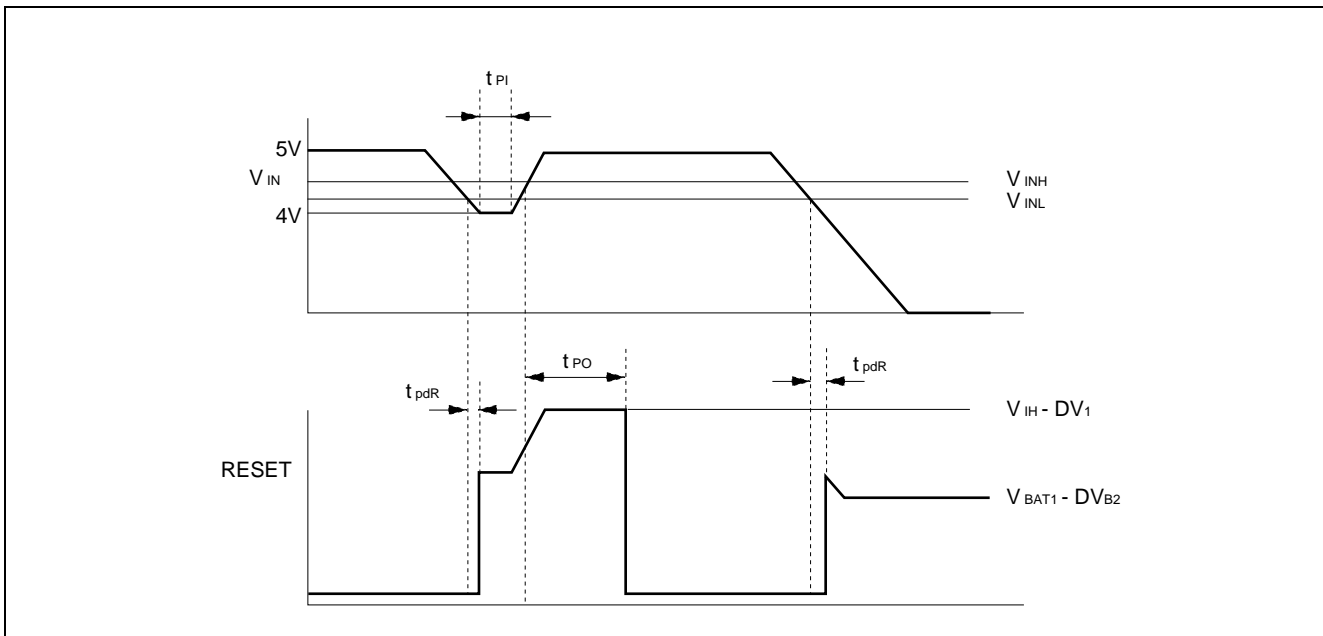 t PI
5V
V IN
V INH
V INL
4V
t PO
t pdR
t pdR
V IH - DV1
RESET
V BAT1 - DVB2